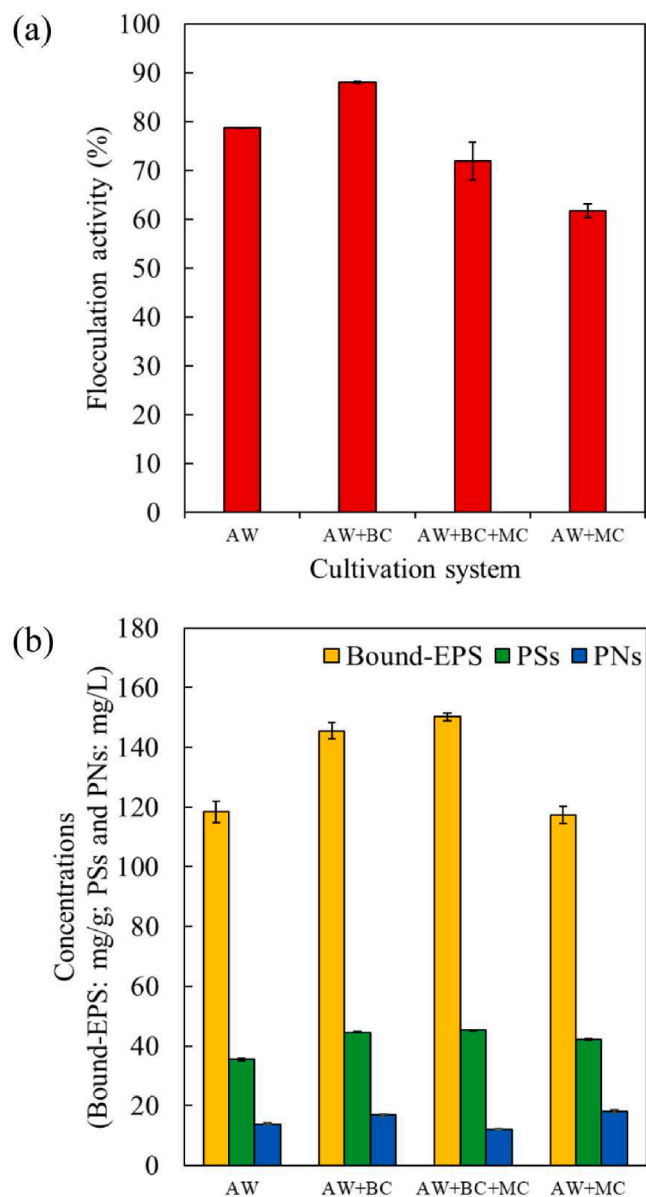 (a)
Flocculation activity (%)
100
90
80
70
60
50
40
30
20
10
0
AW AW+BC AW+BC+MC AW+MC
Cultivation system
(b)
Concentrations
(Bound-EPS: mg/g; PSs and PNs: mg/L)
180
160
140
120
100
80
60
40
20
0
Bound-EPS PSs PNs
AW AW+BC AW+BC+MC AW+MC